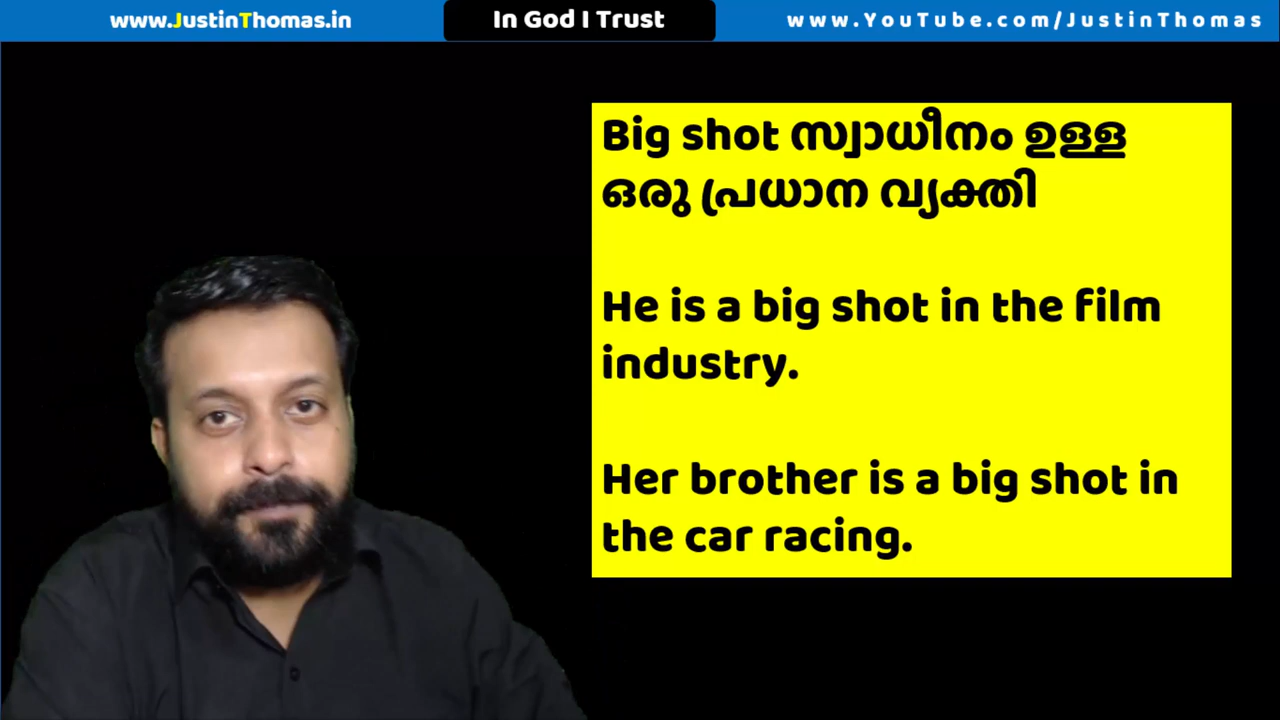 www.JustinThomas.in
In God I Trust
www.YouTube.com/JustinThomas
Big shot സ്വാധീനം ഉള്ള
ഒരു പ്രധാന വ്യക്തി
He is a big shot in the film
industry.
Her brother is a big shot in
the car racing.